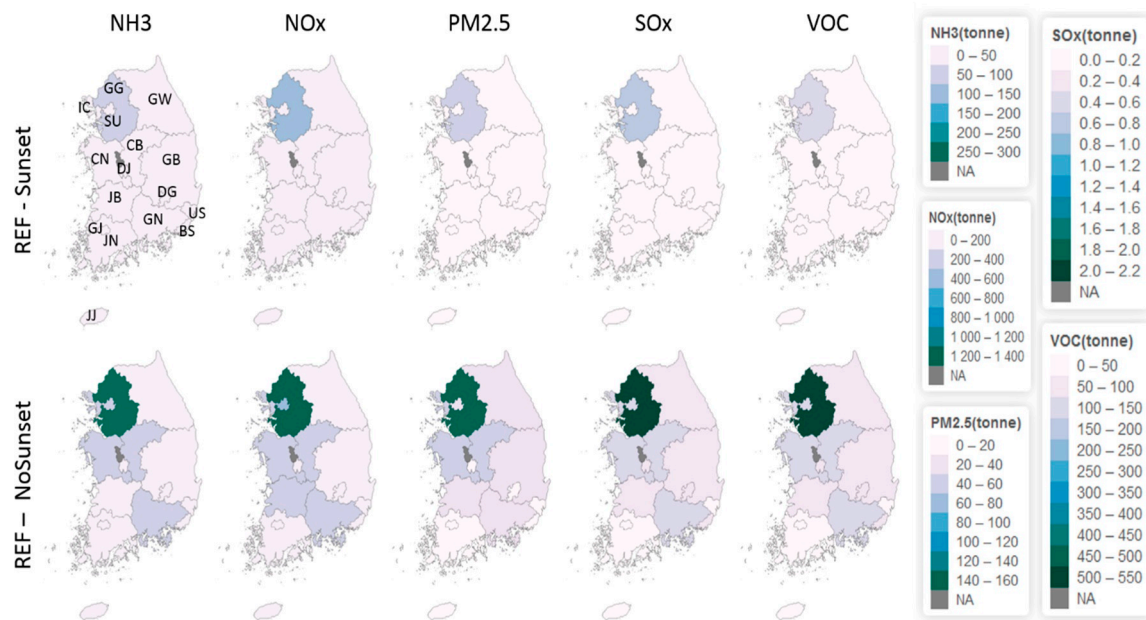 NH3
NOx
PM2.5
SOx
VOC
REF - Sunset
GG
IC
GW
SU
CB
CN
DJ
GB
JB
DG
GN
US
GJ
BS
JN
JJ
REF – NoSunset
NH3(tonne)
0 – 50
50 – 100
100 – 150
150 – 200
200 – 250
250 – 300
NA
NOx(tonne)
0 – 200
200 – 400
400 – 600
600 – 800
800 – 1 000
1 000 – 1 200
1 200 – 1 400
NA
PM2.5(tonne)
0 – 20
20 – 40
40 – 60
60 – 80
80 – 100
100 – 120
120 – 140
140 – 160
NA
SOx(tonne)
0.0 – 0.2
0.2 – 0.4
0.4 – 0.6
0.6 – 0.8
0.8 – 1.0
1.0 – 1.2
1.2 – 1.4
1.4 – 1.6
1.6 – 1.8
1.8 – 2.0
2.0 – 2.2
NA
VOC(tonne)
0 – 50
50 – 100
100 – 150
150 – 200
200 – 250
250 – 300
300 – 350
350 – 400
400 – 450
450 – 500
500 – 550
NA